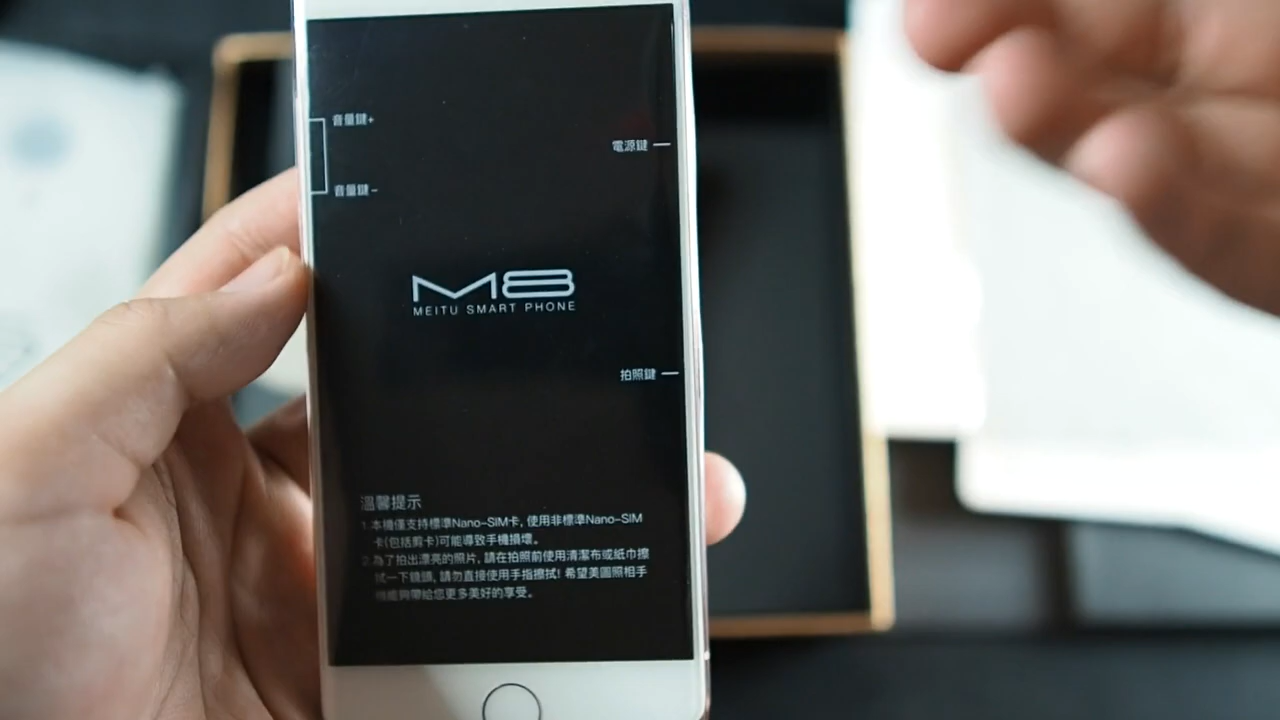 音量鍵+
電源鍵
音量鍵-
M8
MEITU SMART PHONE
拍照鍵
溫馨提示
1.本機僅支持標準Nano-SIM卡, 使用非標準Nano-SIM
卡(包括剪卡)可能導致手機損壞。
2.為了拍出漂亮的照片, 請在拍照前使用清潔布或紙巾擦
拭一下鏡頭, 請勿直接使用手指擦拭! 希望美圖照相手
機能夠帶給您更多美好的享受。